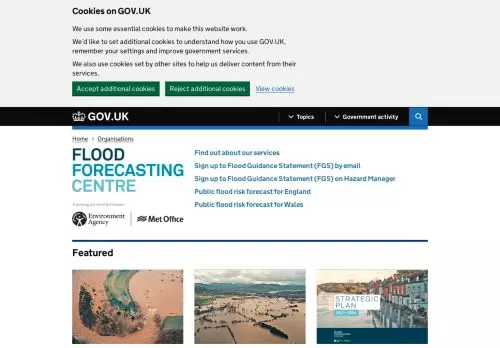 Cookies on GOV.UK
We use some essential cookies to make this website work.
We'd like to set additional cookies to understand how you use GOV.UK,
remember your settings and improve government services.
We also use cookies set by other sites to help us deliver content from their
services.
Accept additional cookies
Reject additional cookies
View cookies
GOV.UK
Topics
Government activity
Home
Organisations
FLOOD
FORECASTING
CENTRE
Environment
Agency
Met Office
Find out about our services
Sign up to Flood Guidance Statement (FGS) by email
Sign up to Flood Guidance Statement (FGS) on Hazard Manager
Public flood risk forecast for England
Public flood risk forecast for Wales
Featured
STRATEGIC
PLAN